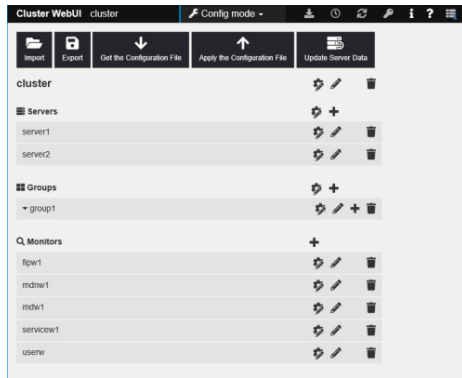 Cluster WebUI cluster Config mode
Import Export Get the Configuration File Apply the Configuration File Update Server Data
cluster
Servers
server1
server2
Groups
group1
Monitors
fipw1
mdnw1
mdw1
servicew1
userw